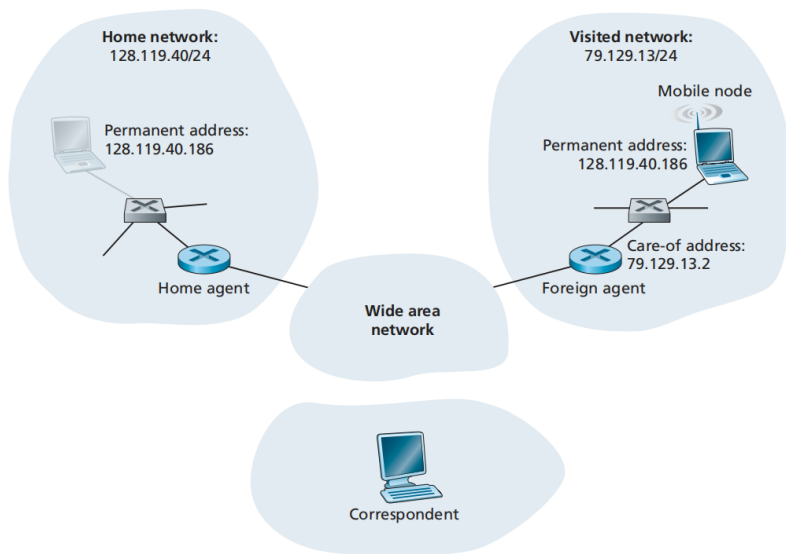 Home network:
128.119.40/24
Visited network:
79.129.13/24
Mobile node
Permanent address:
128.119.40.186
Permanent address:
128.119.40.186
Care-of address:
79.129.13.2
Home agent
Foreign agent
Wide area
network
Correspondent